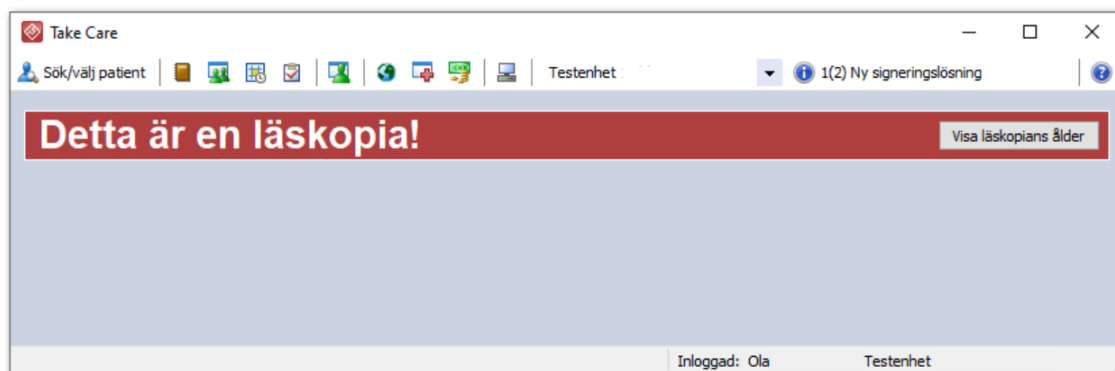 Take Care
Sök/välj patient Testenhet 1(2) Ny signeringslösning
Detta är en läskopia! Visa läskopians ålder
Inloggad: Ola Testenhet